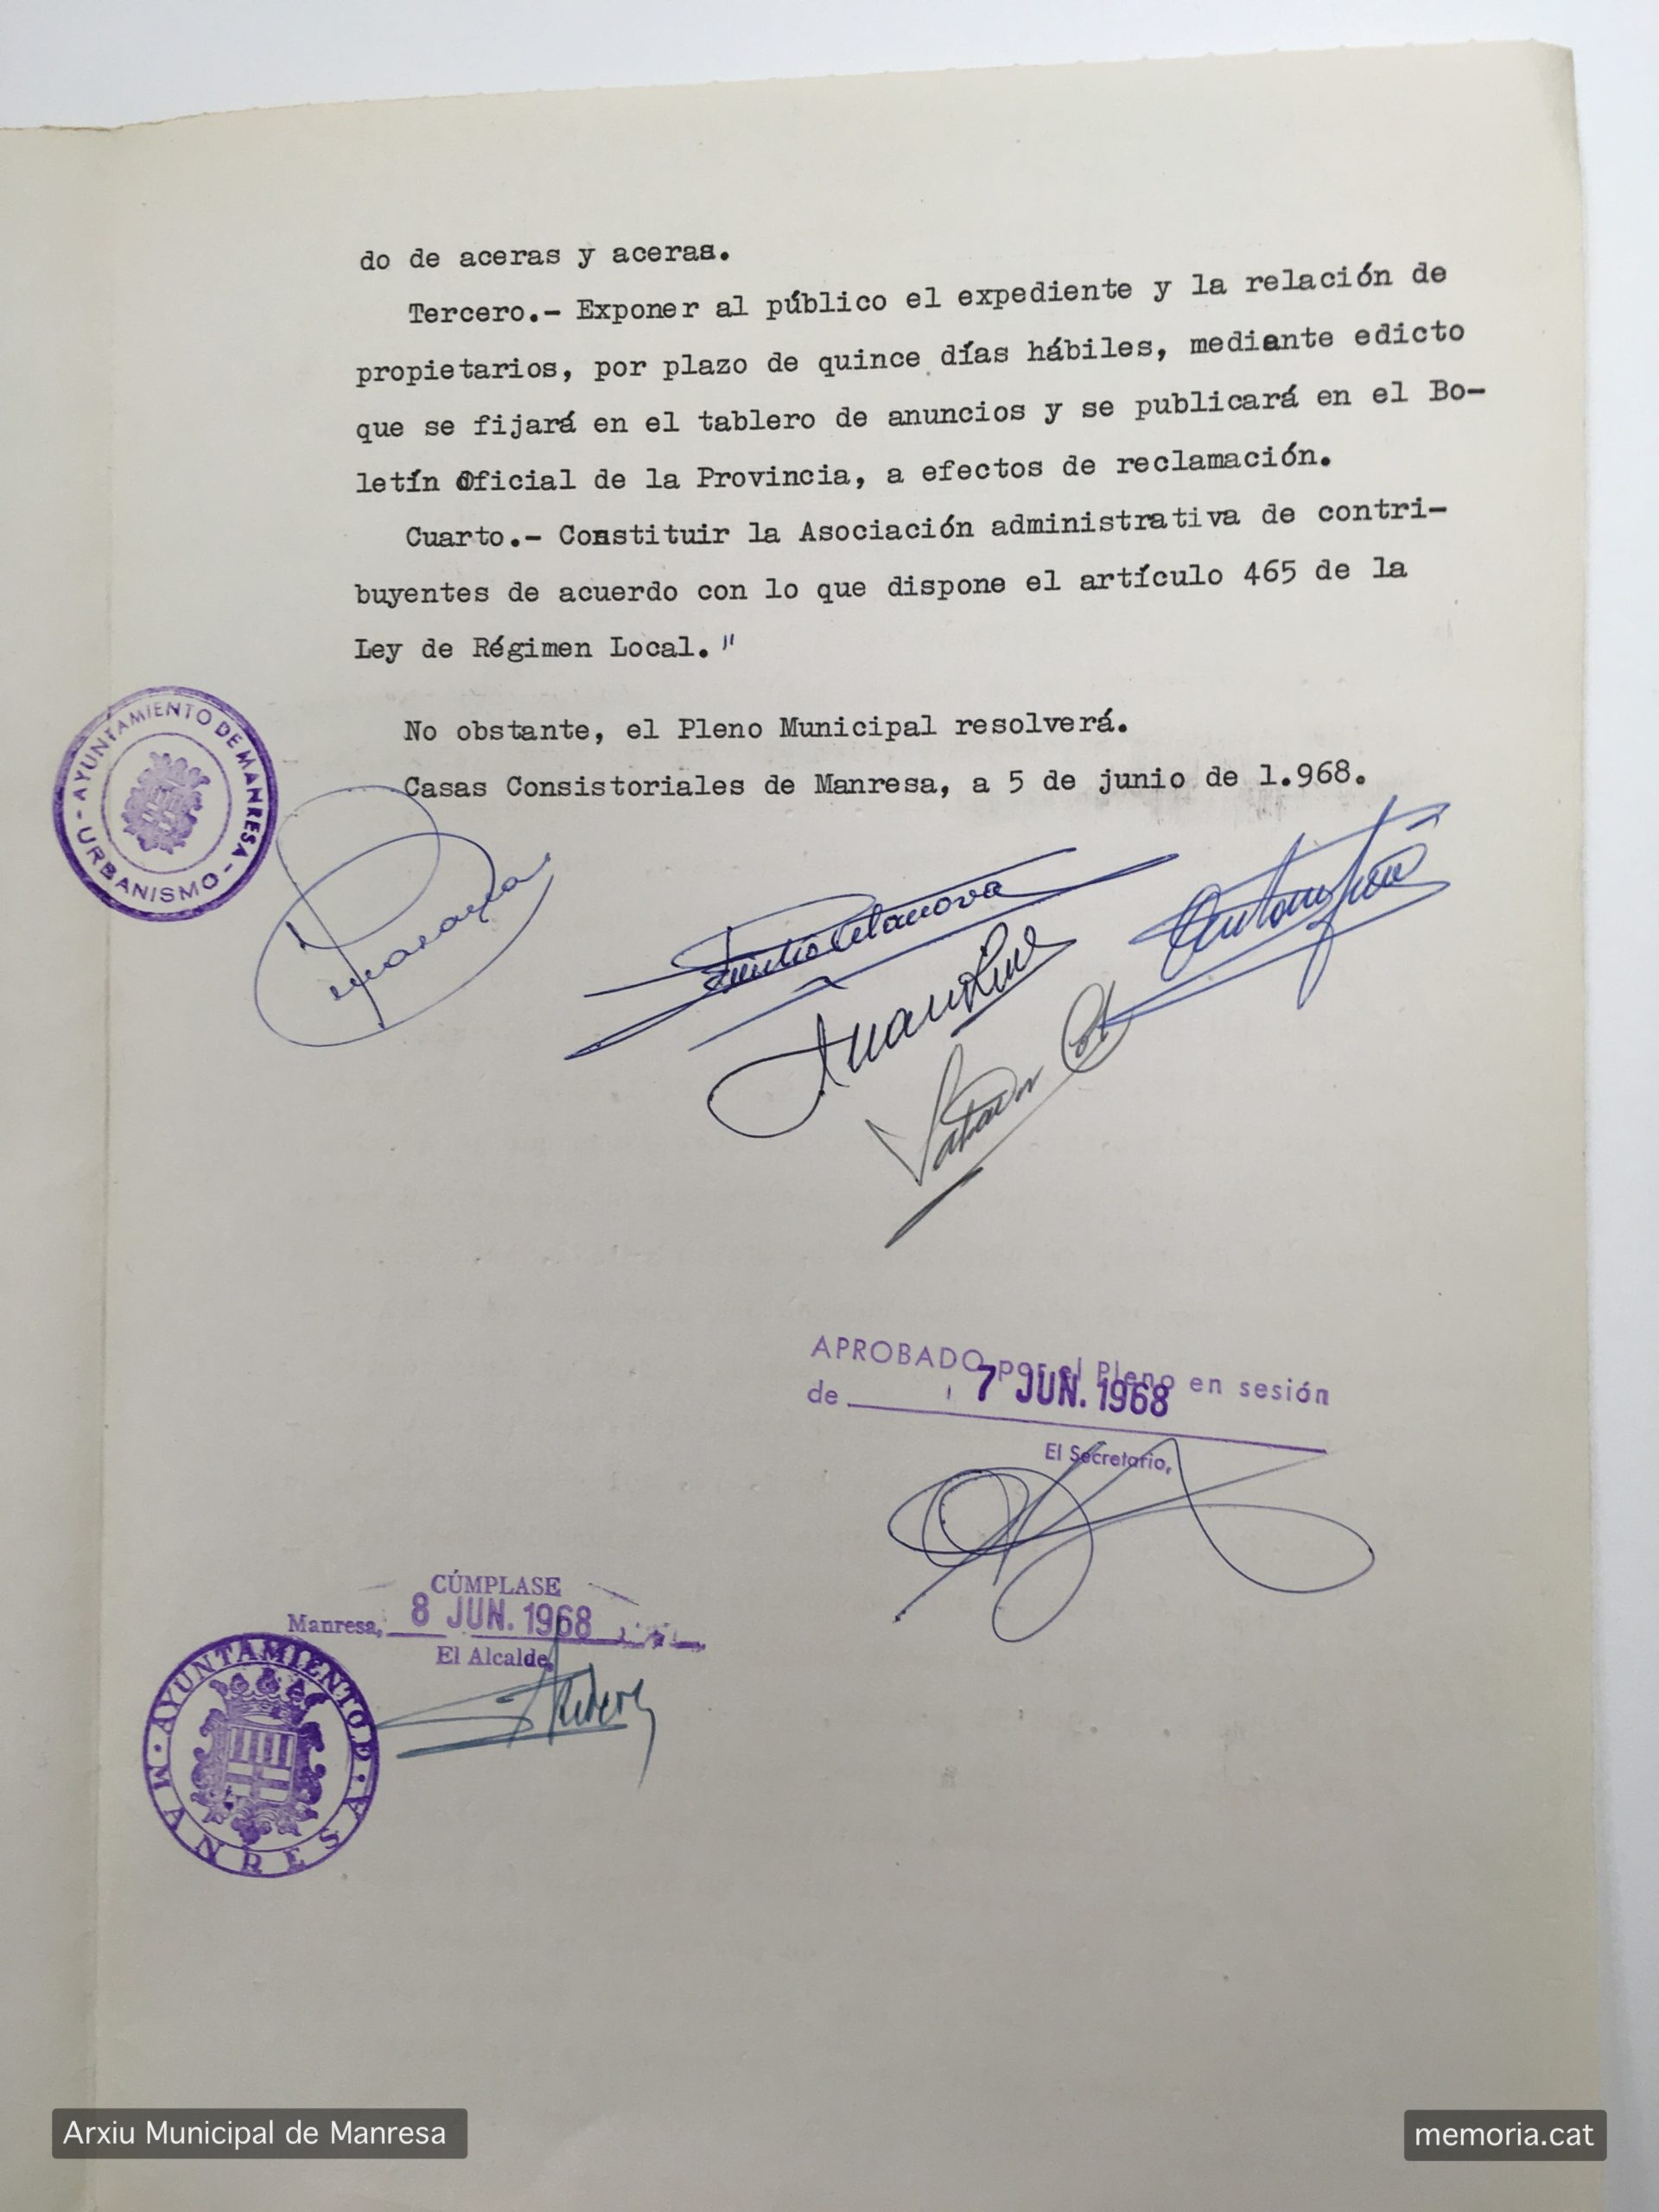 do de aceras y aceras.
Tercero.- Exponer al público el expediente y la relación de
propietarios, por plazo de quince días hábiles, mediante edicto
que se fijará en el tablero de anuncios y se publicará en el Bo-
letín Oficial de la Provincia, a efectos de reclamación.
Cuarto.- Constituir la Asociación administrativa de contri-
buyentes de acuerdo con lo que dispone el artículo 465 de la
Ley de Régimen Local."
No obstante, el Pleno Municipal resolverá.
Casas Consistoriales de Manresa, a 5 de junio de 1.968.
- AYUNTAMIENTO DE MANRESA -
URBANISMO
Juan
APROBADO por el Pleno en sesión
de 7 JUN. 1968
El Secretario,
CÚMPLASE
Manresa, 8 JUN. 1968
El Alcalde,
AYUNTAMIENTO D.
MANRESA
Arxiu Municipal de Manresa
memoria.cat